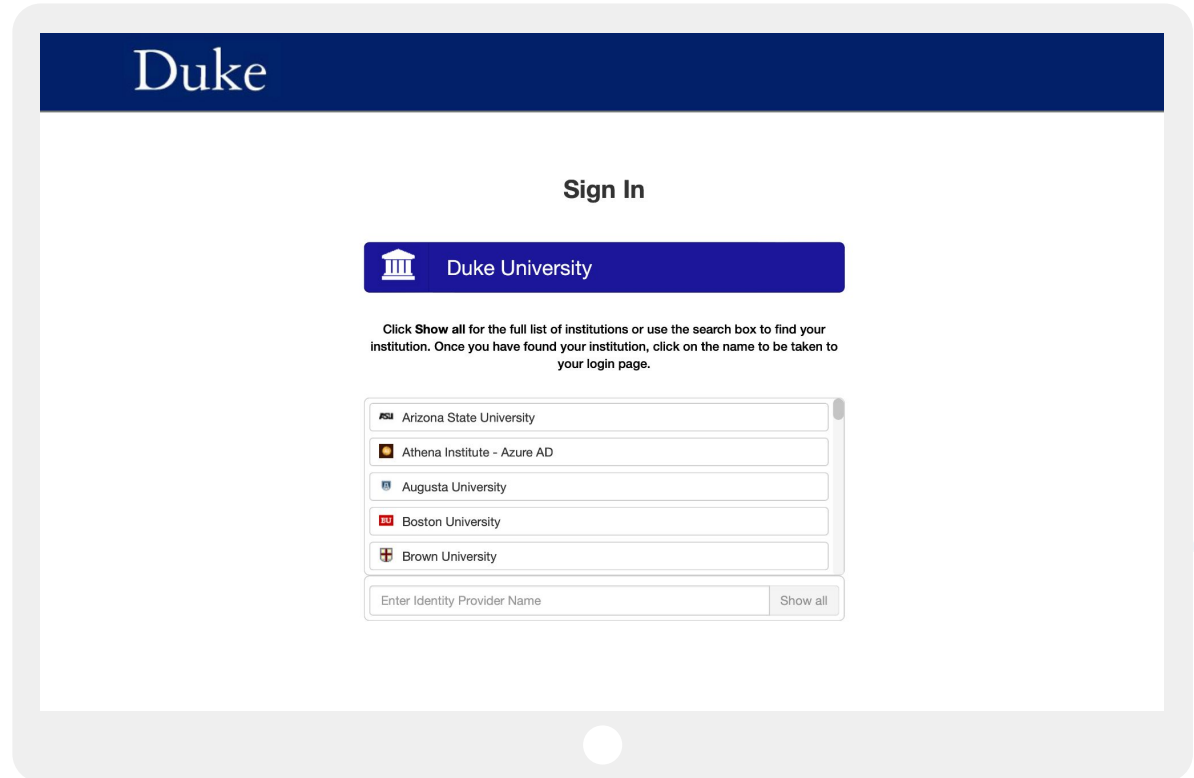 Duke
Sign In
Duke University
Click Show all for the full list of institutions or use the search box to find your
institution. Once you have found your institution, click on the name to be taken to
your login page.
ASU Arizona State University
Athena Institute - Azure AD
Augusta University
BU Boston University
Brown University
Enter Identity Provider Name Show all